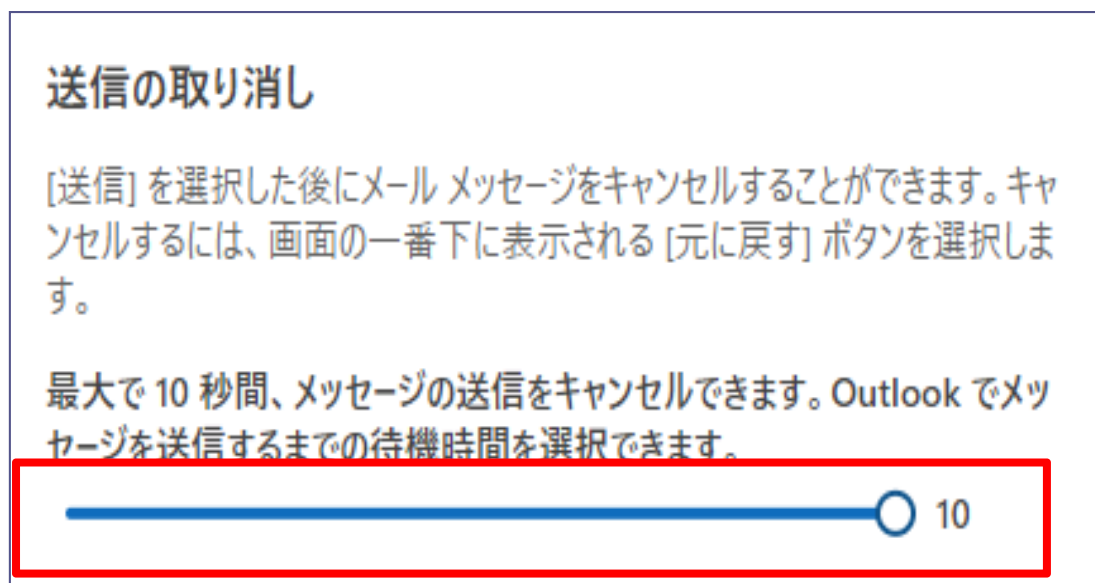 送信の取り消し
[送信] を選択した後にメール メッセージをキャンセルすることができます。キャ
ンセルするには、画面の一番下に表示される [元に戻す] ボタンを選択しま
す。
最大で 10 秒間、メッセージの送信をキャンセルできます。Outlook でメッ
セージを送信するまでの待機時間を選択できます。
10